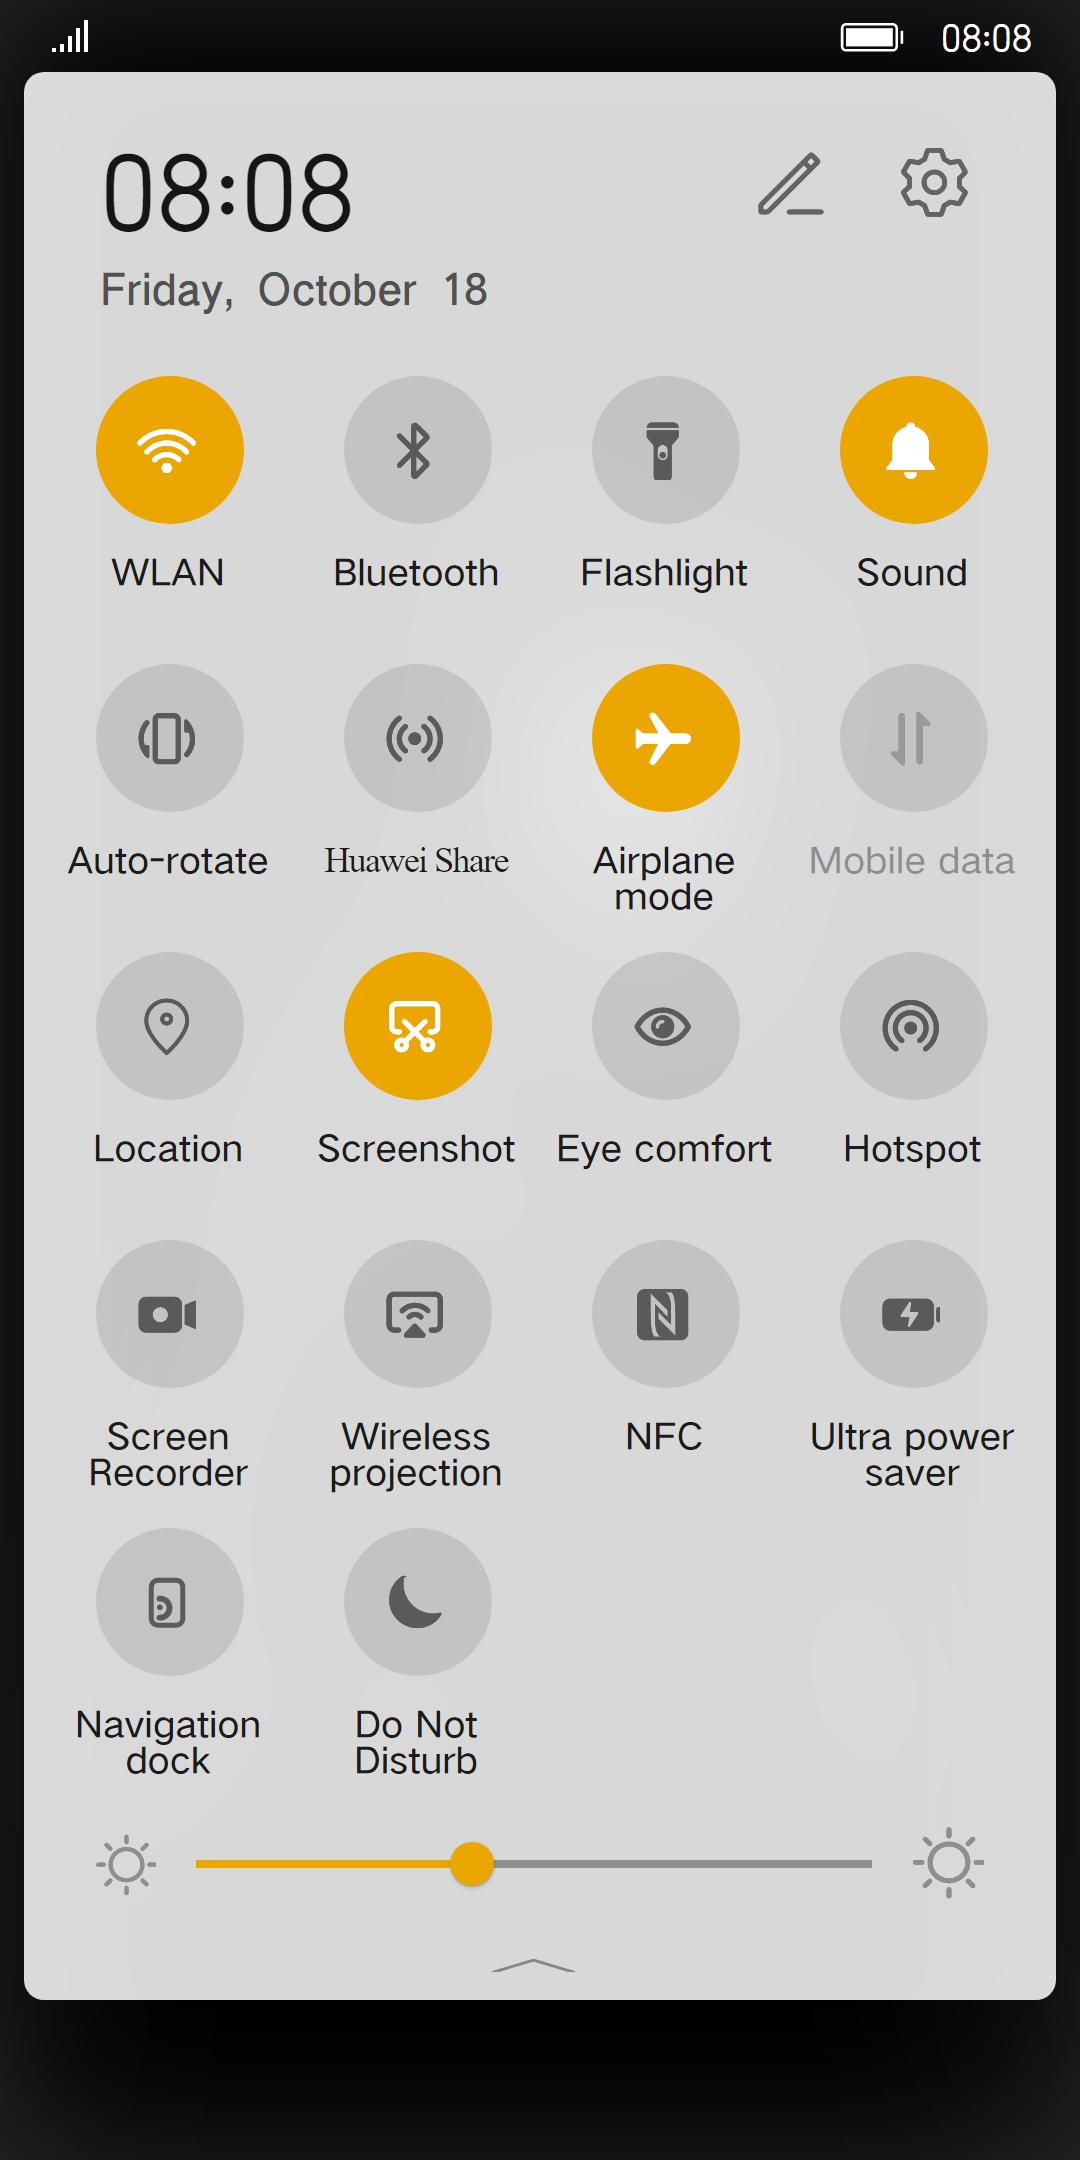 08:08
08:08
Friday, October 18
WLAN
Bluetooth
Flashlight
Sound
Auto-rotate
Huawei Share
Airplane
mode
Mobile data
Location
Screenshot
Eye comfort
Hotspot
Screen
Recorder
Wireless
projection
NFC
Ultra power
saver
Navigation
dock
Do Not
Disturb